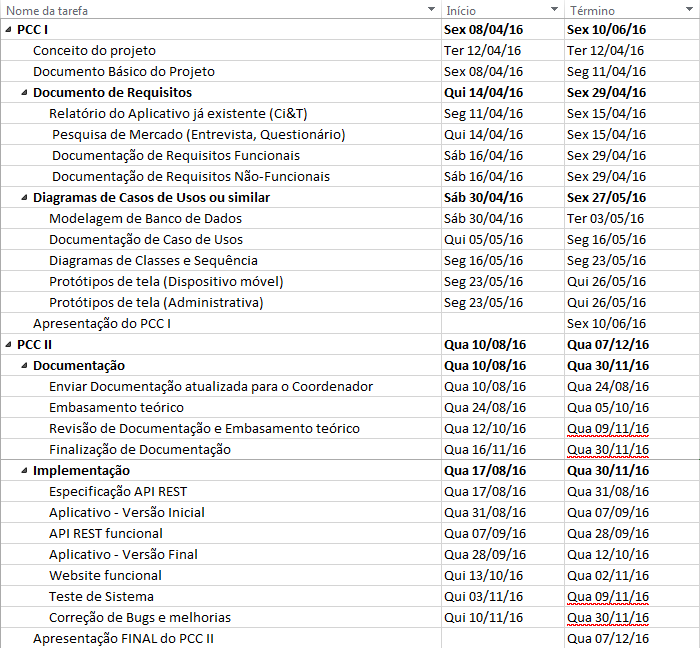 Nome da tarefa Início Término
PCC I Sex 08/04/16 Sex 10/06/16
Conceito do projeto Ter 12/04/16 Ter 12/04/16
Documento Básico do Projeto Sex 08/04/16 Seg 11/04/16
Documento de Requisitos Qui 14/04/16 Sex 29/04/16
Relatório do Aplicativo já existente (Ci&T) Seg 11/04/16 Sex 15/04/16
Pesquisa de Mercado (Entrevista, Questionário) Qui 14/04/16 Sex 15/04/16
Documentação de Requisitos Funcionais Sáb 16/04/16 Sex 29/04/16
Documentação de Requisitos Não-Funcionais Sáb 16/04/16 Sex 29/04/16
Diagramas de Casos de Usos ou similar Sáb 30/04/16 Sex 27/05/16
Modelagem de Banco de Dados Sáb 30/04/16 Ter 03/05/16
Documentação de Caso de Usos Qui 05/05/16 Seg 16/05/16
Diagramas de Classes e Sequência Seg 16/05/16 Seg 23/05/16
Protótipos de tela (Dispositivo móvel) Seg 23/05/16 Qui 26/05/16
Protótipos de tela (Administrativa) Seg 23/05/16 Qui 26/05/16
Apresentação do PCC I Sex 10/06/16
PCC II Qua 10/08/16 Qua 07/12/16
Documentação Qua 10/08/16 Qua 30/11/16
Enviar Documentação atualizada para o Coordenador Qua 10/08/16 Qua 24/08/16
Embasamento teórico Qua 24/08/16 Qua 05/10/16
Revisão de Documentação e Embasamento teórico Qua 12/10/16 Qua 09/11/16
Finalização de Documentação Qua 16/11/16 Qua 30/11/16
Implementação Qua 17/08/16 Qua 30/11/16
Especificação API REST Qua 17/08/16 Qua 31/08/16
Aplicativo - Versão Inicial Qua 31/08/16 Qua 07/09/16
API REST funcional Qua 07/09/16 Qua 28/09/16
Aplicativo - Versão Final Qua 28/09/16 Qua 12/10/16
Website funcional Qui 13/10/16 Qua 02/11/16
Teste de Sistema Qui 03/11/16 Qua 09/11/16
Correção de Bugs e melhorias Qui 10/11/16 Qua 30/11/16
Apresentação FINAL do PCC II Qua 07/12/16